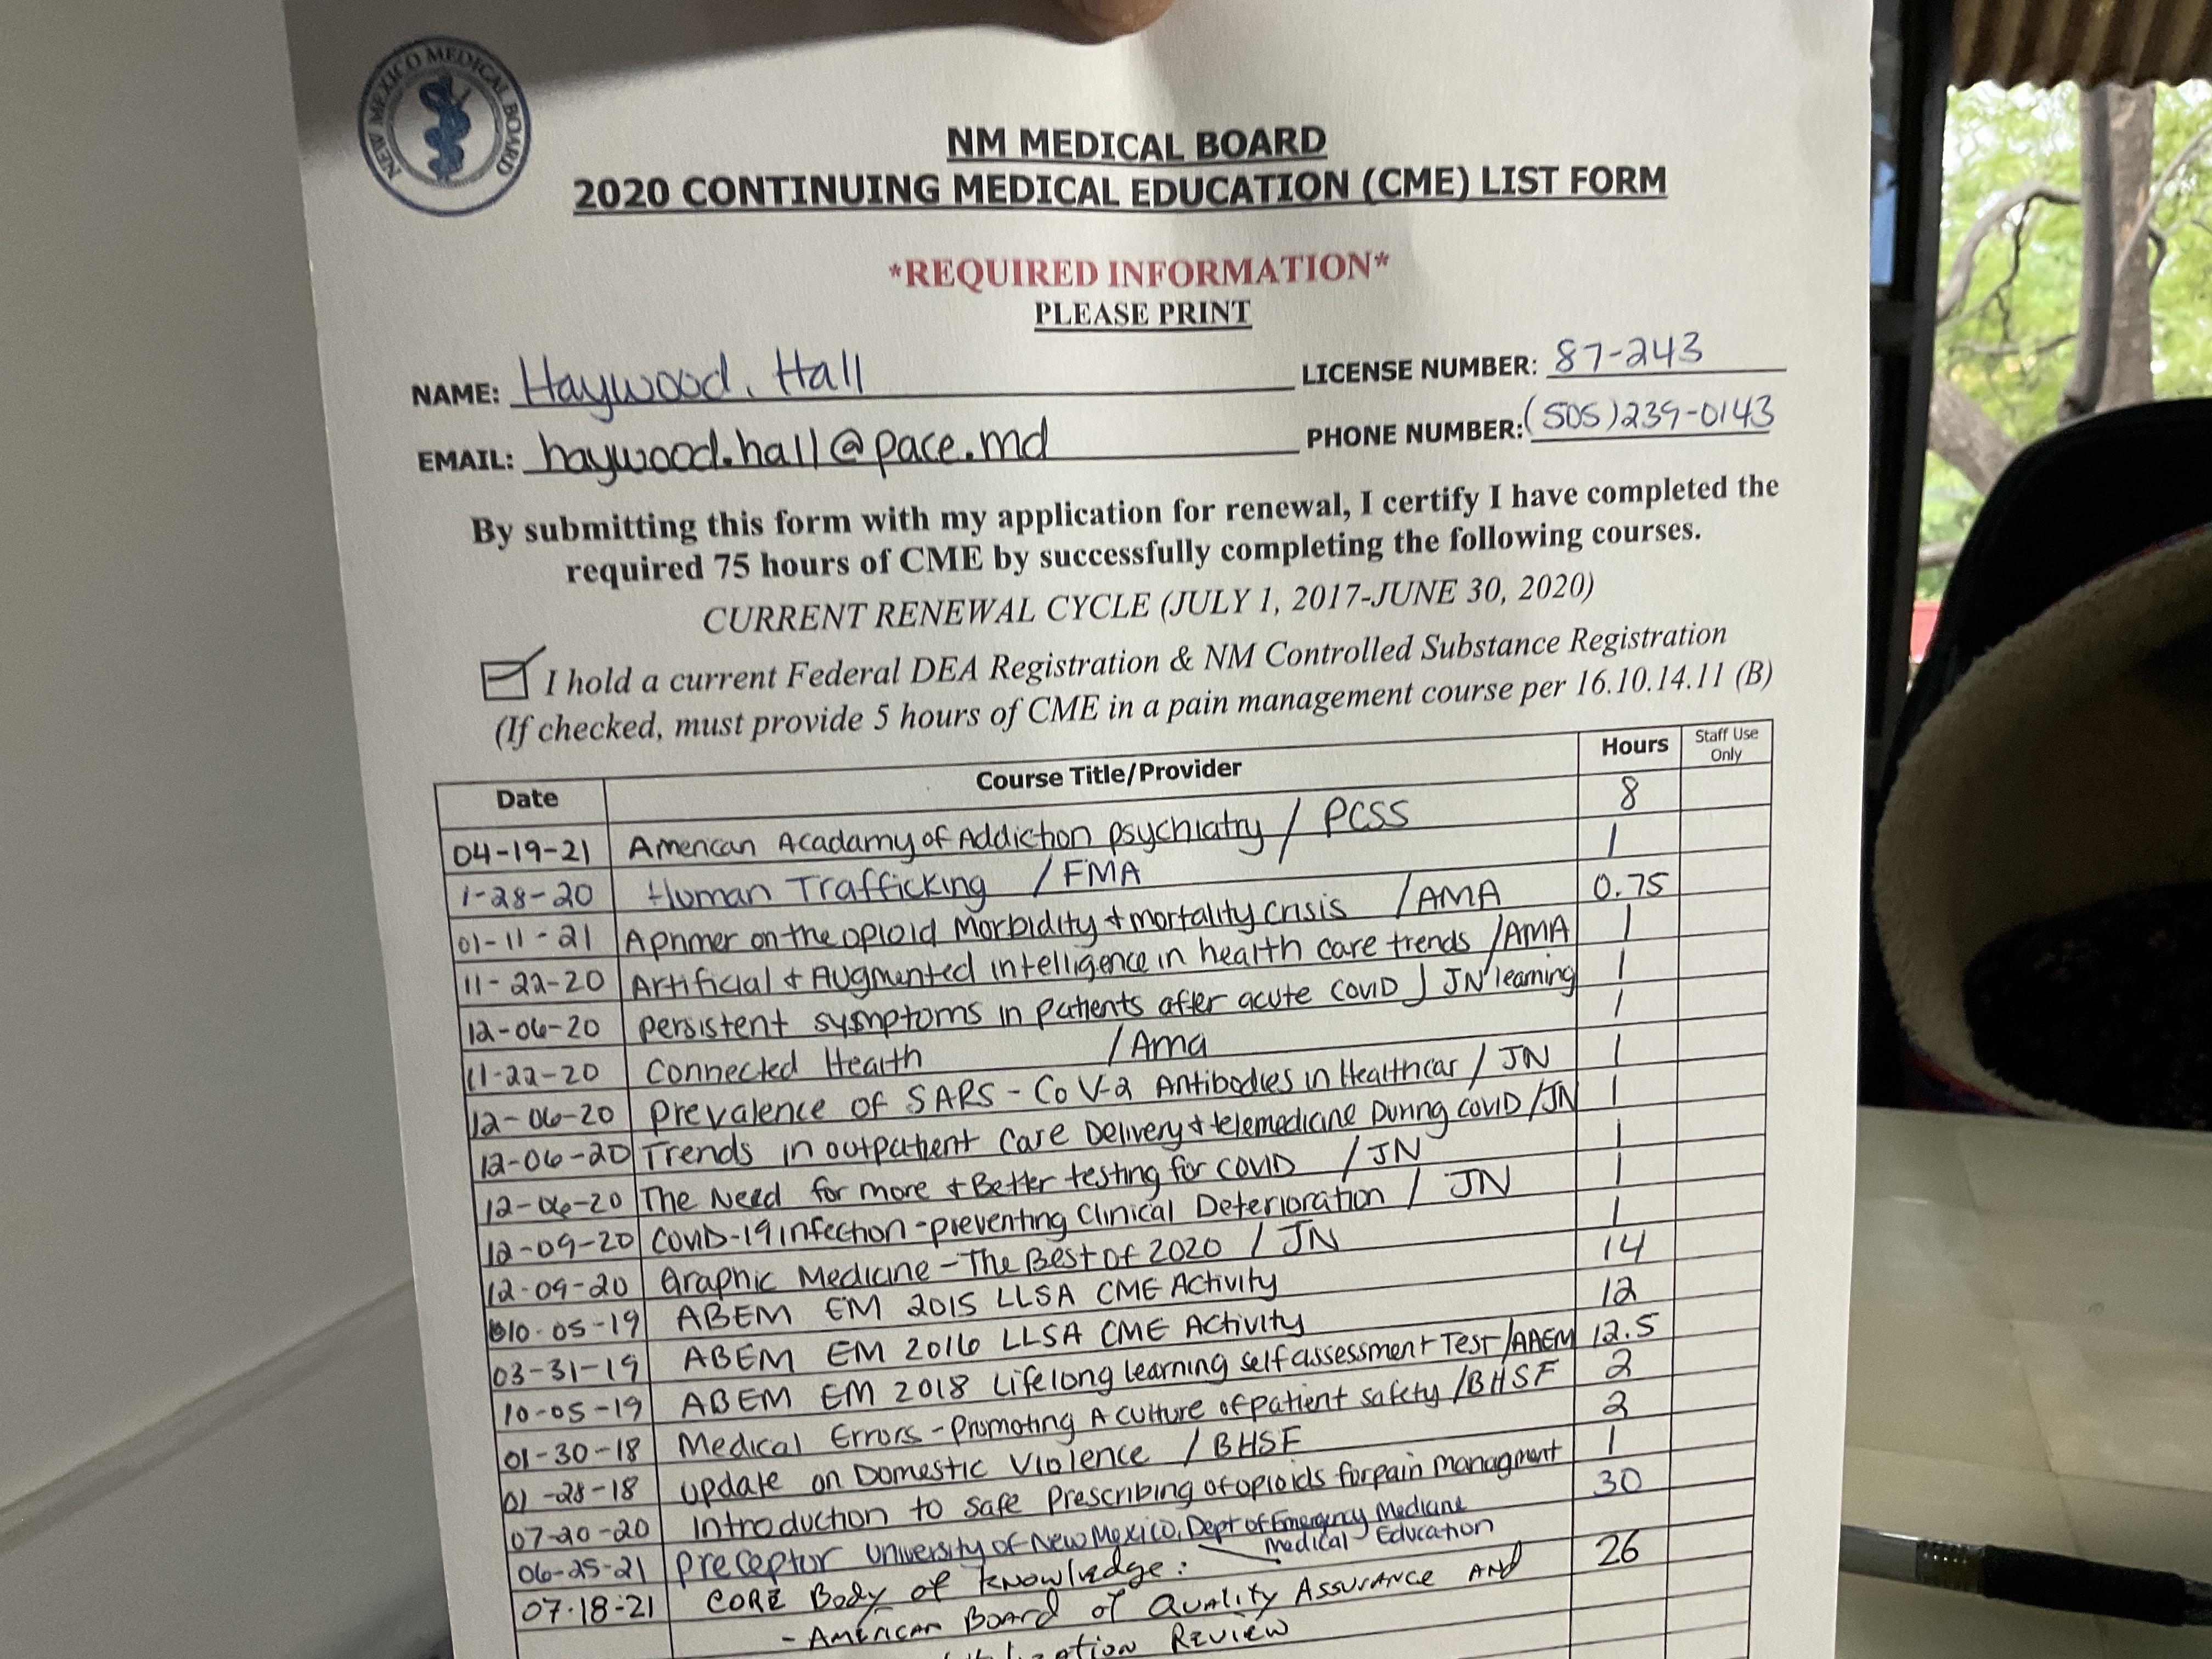 NEW MEXICO MEDICAL BOARD
NM MEDICAL BOARD
2020 CONTINUING MEDICAL EDUCATION (CME) LIST FORM
*REQUIRED INFORMATION*
PLEASE PRINT
NAME: Haywood. Hall LICENSE NUMBER: 87-243
EMAIL: haywood.hall@pace.md PHONE NUMBER: (505)239-0143
By submitting this form with my application for renewal, I certify I have completed the
required 75 hours of CME by successfully completing the following courses.
CURRENT RENEWAL CYCLE (JULY 1, 2017-JUNE 30, 2020)
I hold a current Federal DEA Registration & NM Controlled Substance Registration
(If checked, must provide 5 hours of CME in a pain management course per 16.10.14.11 (B)
Date Course Title/Provider Hours Staff Use Only
04-19-21 American Acadamy of Addiction psychiatry / PCSS 8
1-28-20 Human Trafficking / FMA 1
01-11-21 A primer on the opioid Morbidity & mortality crisis / AMA 0.75
11-22-20 Artificial & Augmented intelligence in health care trends / AMA 1
12-06-20 persistent symptoms in patients after acute covid / JN learning 1
11-22-20 Connected Health / Ama 1
12-06-20 prevalence of SARS-CoV-2 Antibodies in Healthcar / JN 1
12-06-20 Trends in outpatient Care Delivery & telemedicine During covid / JN 1
12-06-20 The Need for more & Better testing for covid / JN 1
12-09-20 Covid-19 infection - preventing Clinical Deterioration / JN 1
12-09-20 Graphic Medicine - The Best of 2020 / JN 1
10-05-19 ABEM EM 2015 LLSA CME Activity 14
03-31-19 ABEM EM 2016 LLSA CME Activity 12
10-05-19 ABEM EM 2018 Lifelong learning self assessment Test / AAEM 12.5
01-30-18 Medical Errors - Promoting A culture of patient safety / BHSF 2
01-28-18 update on Domestic Violence / BHSF 2
07-20-20 Introduction to safe Prescribing of opioids for pain managment 1
06-25-21 preceptor University of New Mexico, Dept of Emergency Medicine 30
Medical Education
07-18-21 CORE Body of Knowledge: 26
- American Board of Quality Assurance And
Review